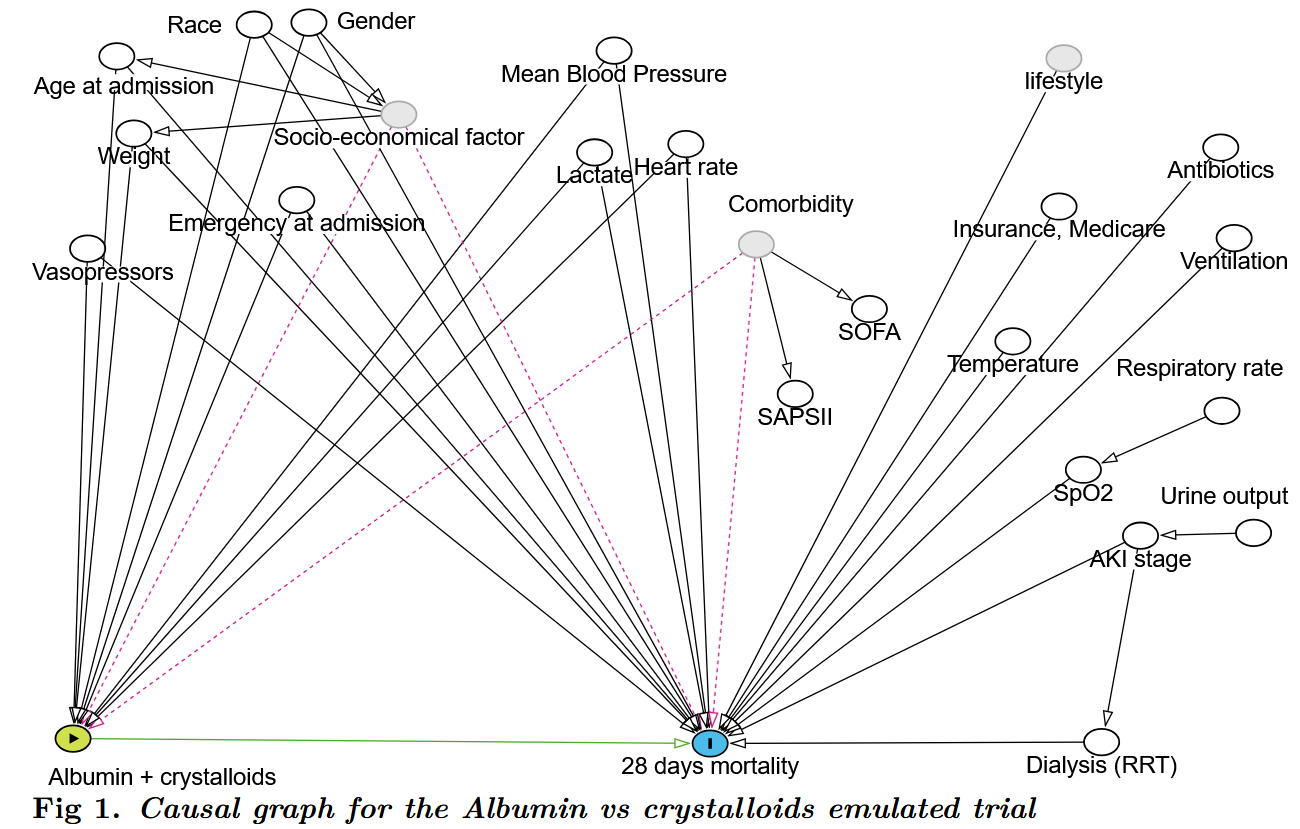 Race
Gender
Age at admission
Mean Blood Pressure
lifestyle
Socio-economical factor
Weight
Lactate
Heart rate
Antibiotics
Comorbidity
Emergency at admission
Insurance, Medicare
Vasopressors
Ventilation
SOFA
Temperature
Respiratory rate
SAPSII
SpO2
Urine output
AKI stage
Albumin + crystalloids
28 days mortality
Dialysis (RRT)
Fig 1. Causal graph for the Albumin vs crystalloids emulated trial